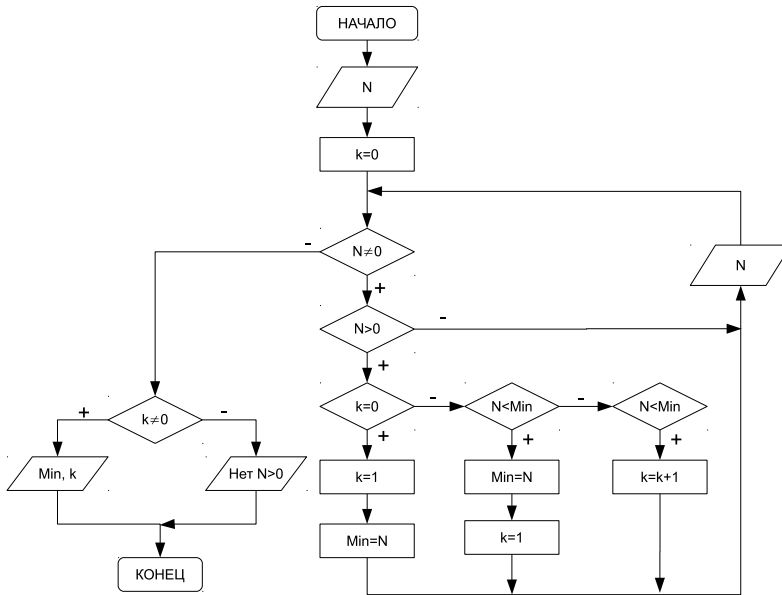 НАЧАЛО
N
k=0
N≠0
-
+
N
N>0
-
+
k≠0
+
-
k=0
-
+
N<Min
-
+
N<Min
+
Min, k
Нет N>0
k=1
Min=N
k=k+1
Min=N
k=1
КОНЕЦ